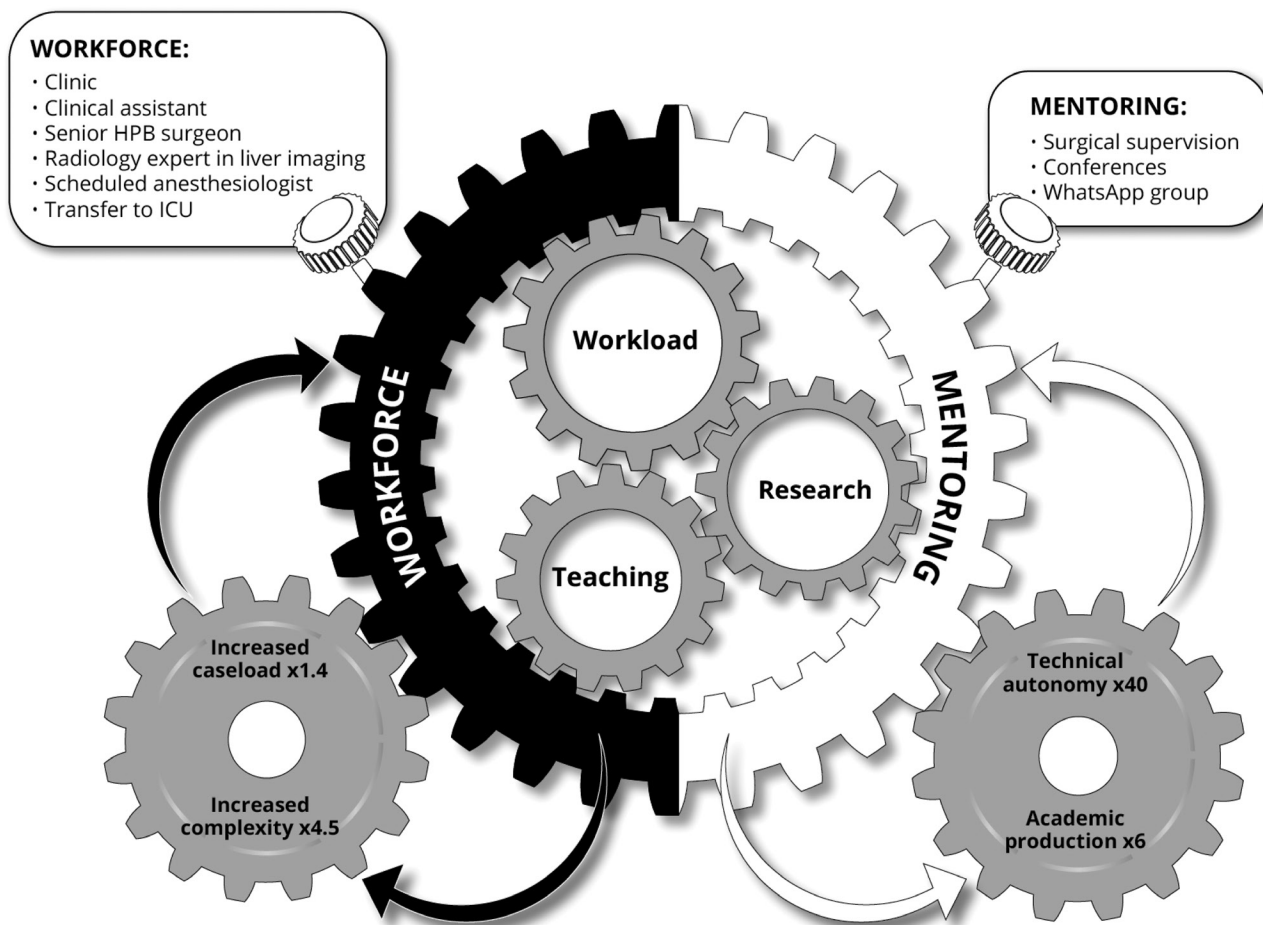 WORKFORCE:
· Clinic
· Clinical assistant
· Senior HPB surgeon
· Radiology expert in liver imaging
· Scheduled anesthesiologist
· Transfer to ICU
MENTORING:
· Surgical supervision
· Conferences
· WhatsApp group
WORKFORCE
Workload
Research
Teaching
MENTORING
Increased
caseload x1.4
Increased
complexity x4.5
Technical
autonomy x40
Academic
production x6